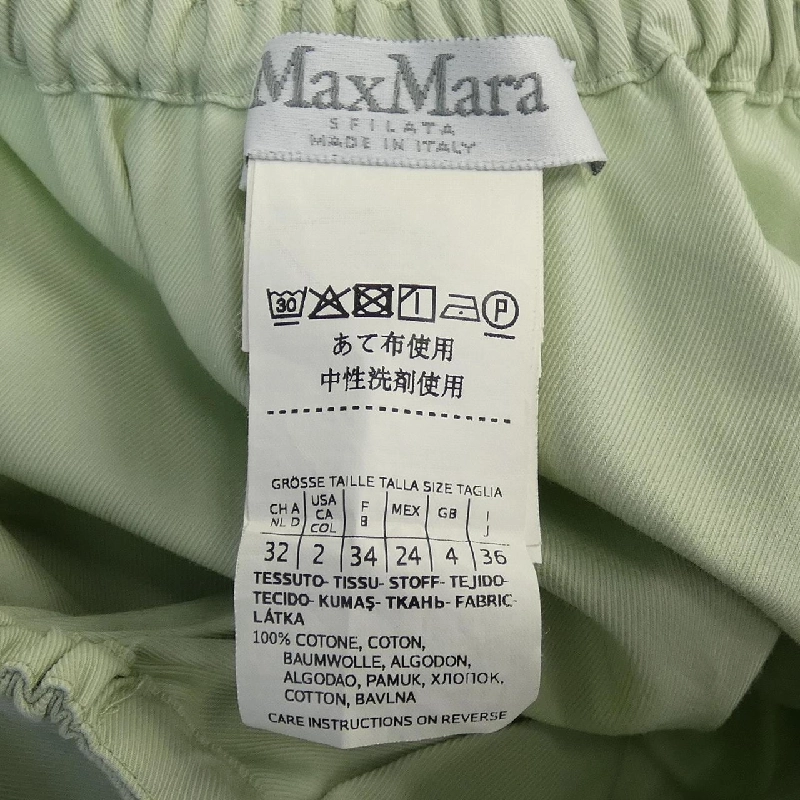 MaxMara
SFILATA
MADE IN ITALY
30 P
あて布使用
中性洗剤使用
GRÖSSE TAILLE TALLA SIZE TAGLIA
CH A NL D USA CA COL F B MEX GB I J
32 2 34 24 4 36
TESSUTO- TISSU- STOFF- TEJIDO-
TECIDO- KUMAŞ- ТКАНЬ- FABRIC-
LÁTKA
100% COTONE, COTON,
BAUMWOLLE, ALGODON,
ALGODAO, PAMUK, ХЛОПОК,
COTTON, BAVLNA
CARE INSTRUCTIONS ON REVERSE